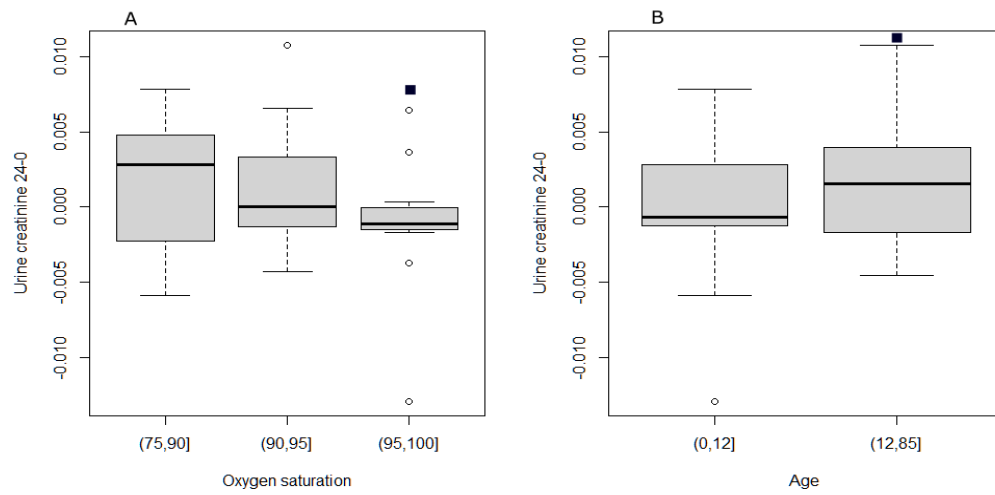 A
Urine creatinine 24-0
0.010
0.005
0.000
-0.005
-0.010
(75,90] (90,95] (95,100]
Oxygen saturation
B
Urine creatinine 24-0
0.010
0.005
0.000
-0.005
-0.010
(0,12] (12,85]
Age